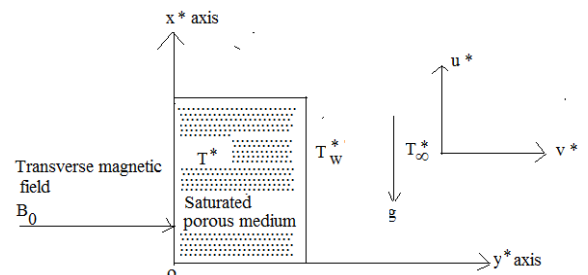 x* axis
u*
T*
T*w
T*∞
v*
Transverse magnetic
field
B0
Saturated
porous medium
g
y* axis
o